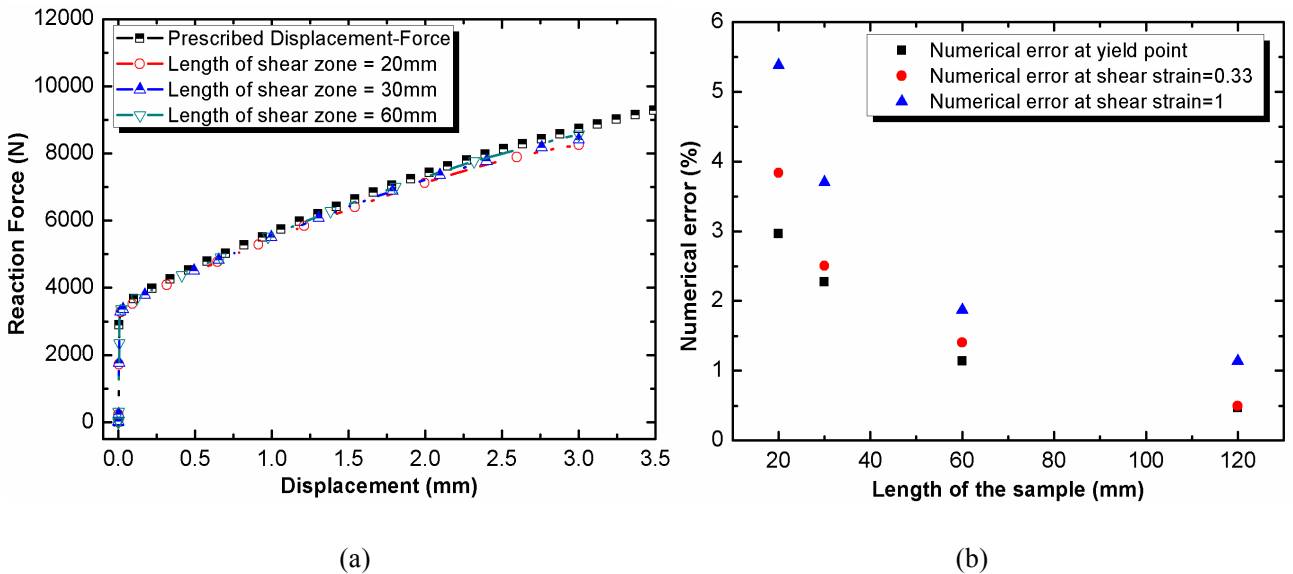 12000
10000
8000
6000
4000
2000
0
Reaction Force (N)
Prescribed Displacement-Force
Length of shear zone = 20mm
Length of shear zone = 30mm
Length of shear zone = 60mm
0.0 0.5 1.0 1.5 2.0 2.5 3.0 3.5
Displacement (mm)
(a)
6
5
4
3
2
1
0
Numerical error (%)
Numerical error at yield point
Numerical error at shear strain=0.33
Numerical error at shear strain=1
20 40 60 80 100 120
Length of the sample (mm)
(b)